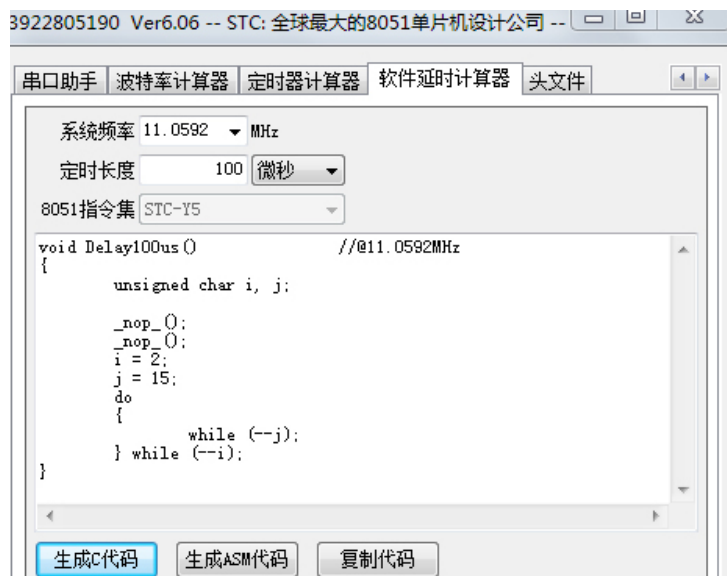 3922805190 Ver6.06 -- STC: 全球最大的8051单片机设计公司 --
串口助手 波特率计算器 定时器计算器 软件延时计算器 头文件
系统频率 11.0592 MHz
定时长度 100 微秒
8051指令集 STC-Y5
void Delay100us() //@11.0592MHz
{
unsigned char i, j;
_nop_();
_nop_();
i = 2;
j = 15;
do
{
while (--j);
} while (--i);
}
生成C代码 生成ASM代码 复制代码